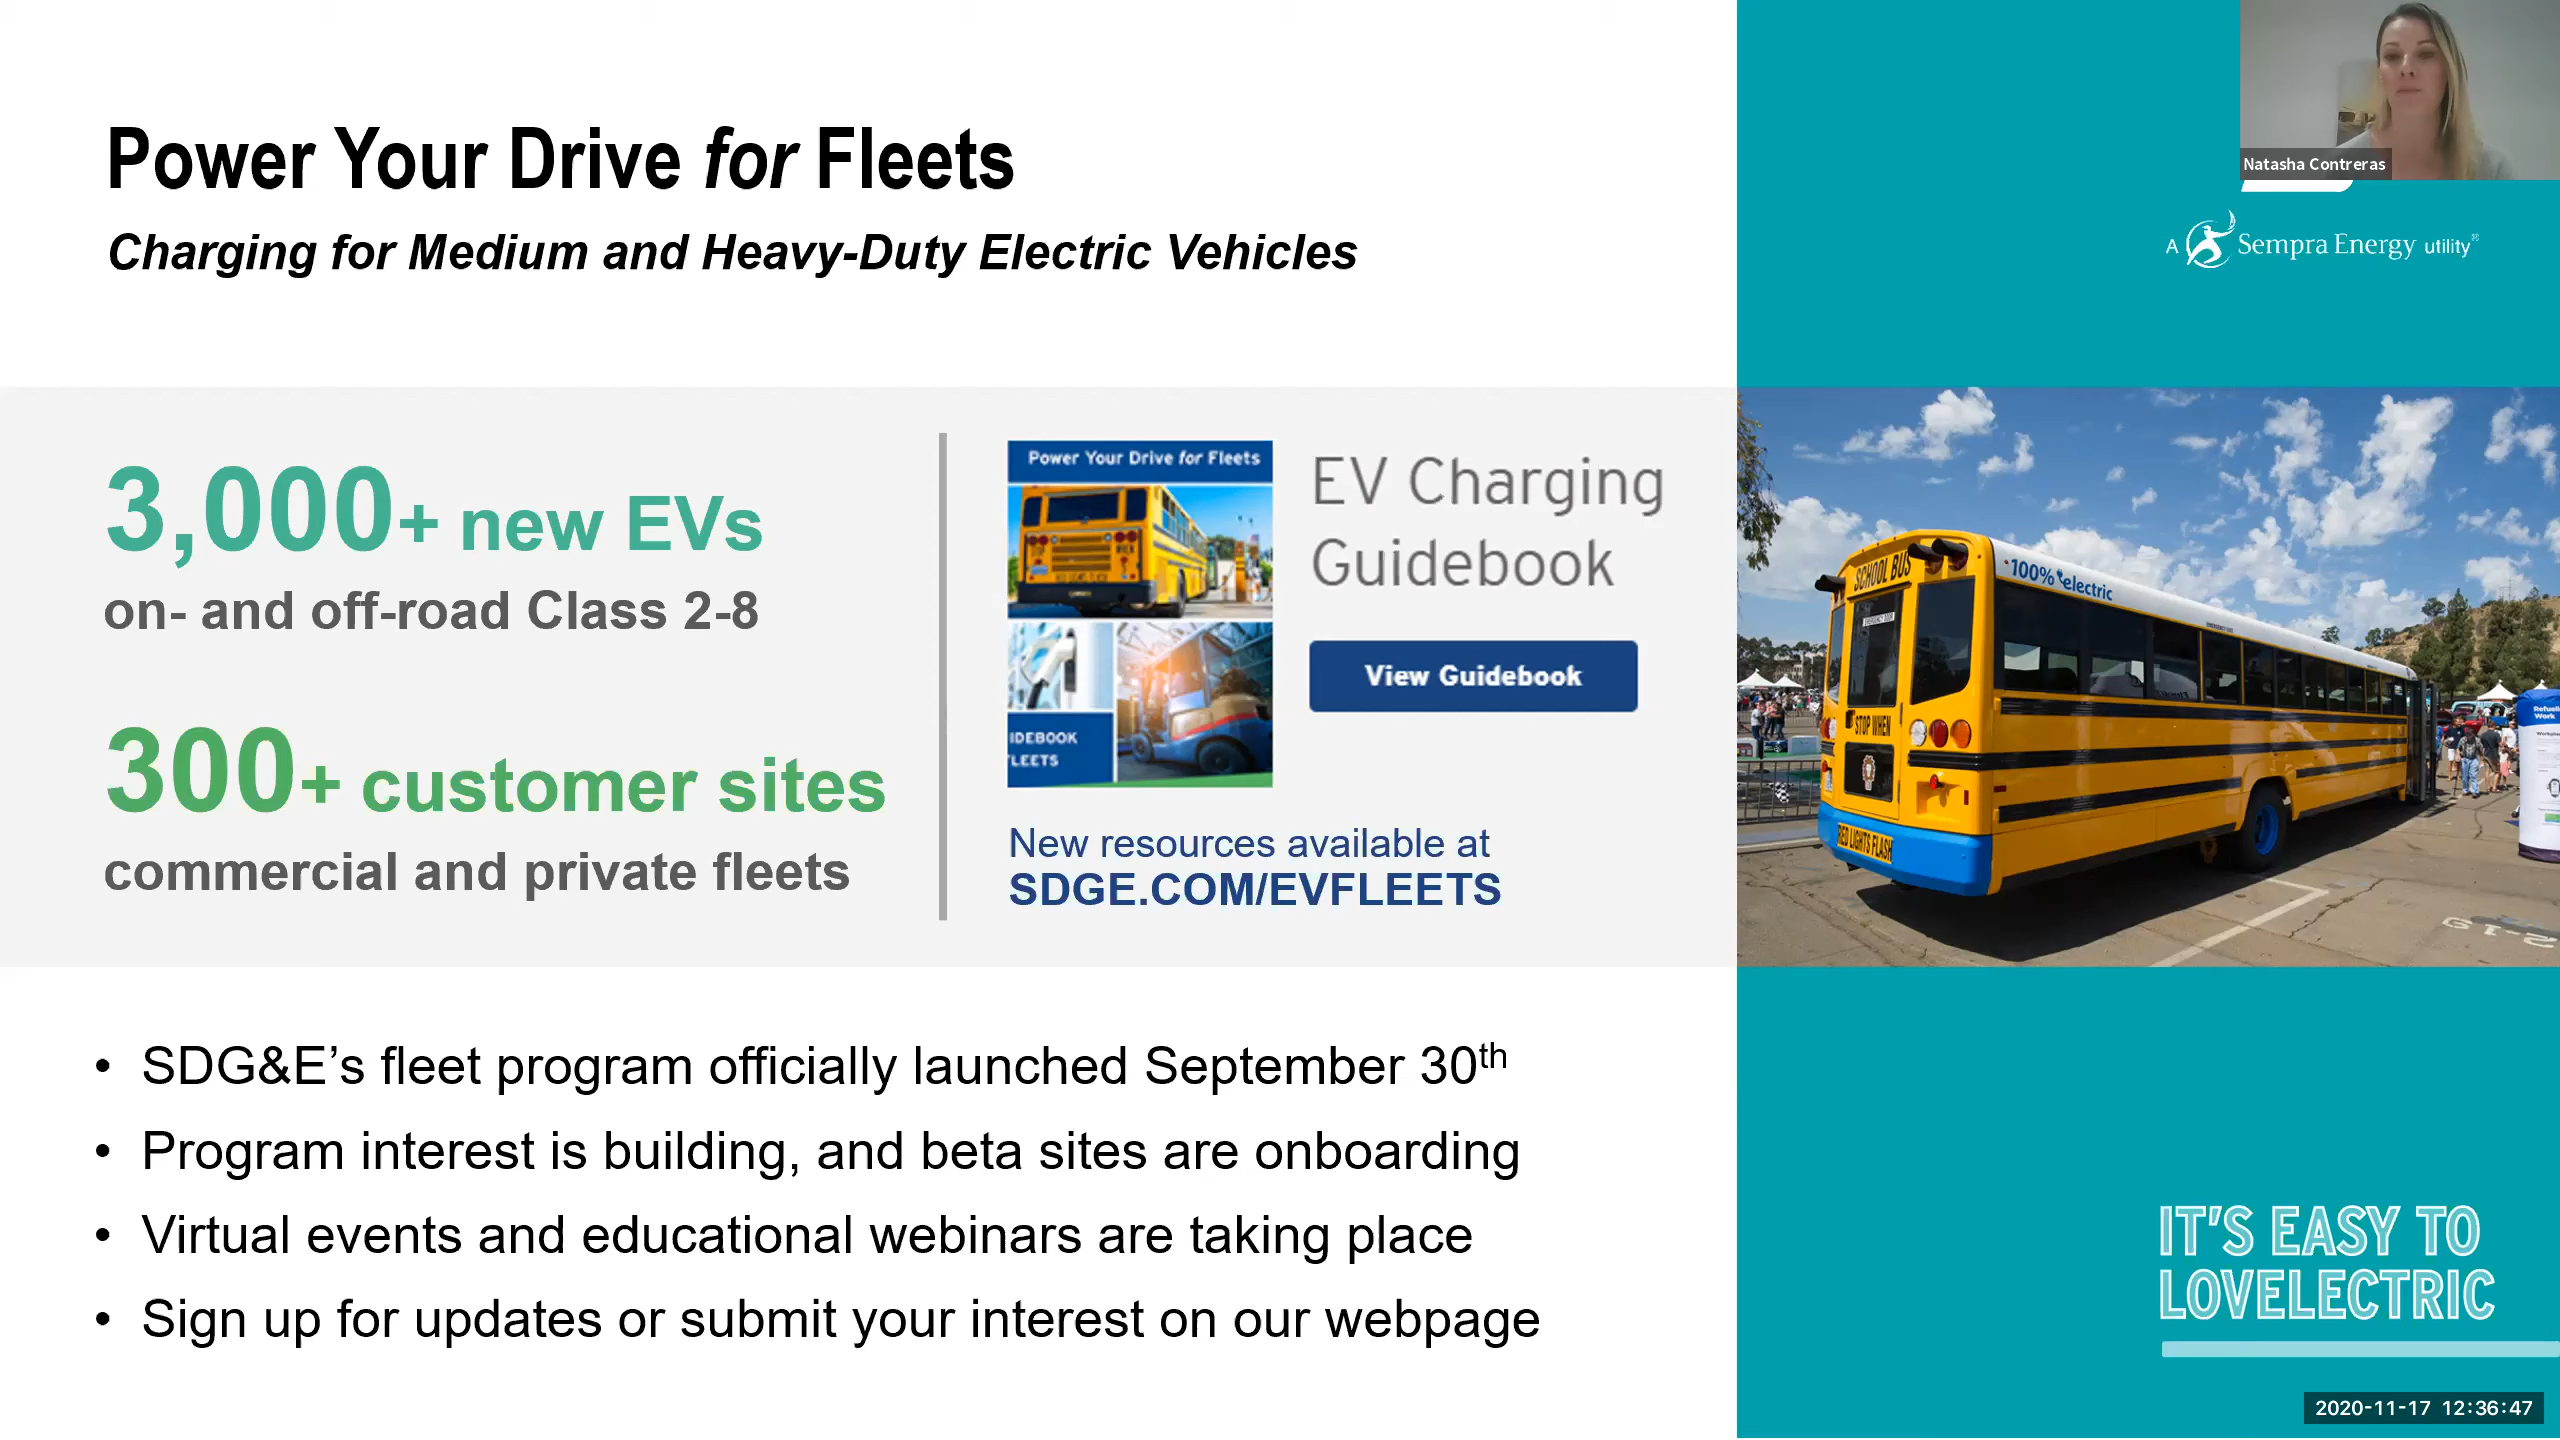 Power Your Drive for Fleets
Charging for Medium and Heavy-Duty Electric Vehicles
Natasha Contreras
A Sempra Energy utility®
3,000+ new EVs
on- and off-road Class 2-8
300+ customer sites
commercial and private fleets
Power Your Drive for Fleets
IDEBOOK
LEETS
EV Charging
Guidebook
View Guidebook
New resources available at
SDGE.COM/EVFLEETS
100% electric
SCHOOL BUS
EMERGENCY DOOR
STOP WHEN
RED LIGHTS FLASH
Work
• SDG&E’s fleet program officially launched September 30th
• Program interest is building, and beta sites are onboarding
• Virtual events and educational webinars are taking place
• Sign up for updates or submit your interest on our webpage
IT'S EASY TO
LOVELECTRIC
2020-11-17 12:36:47